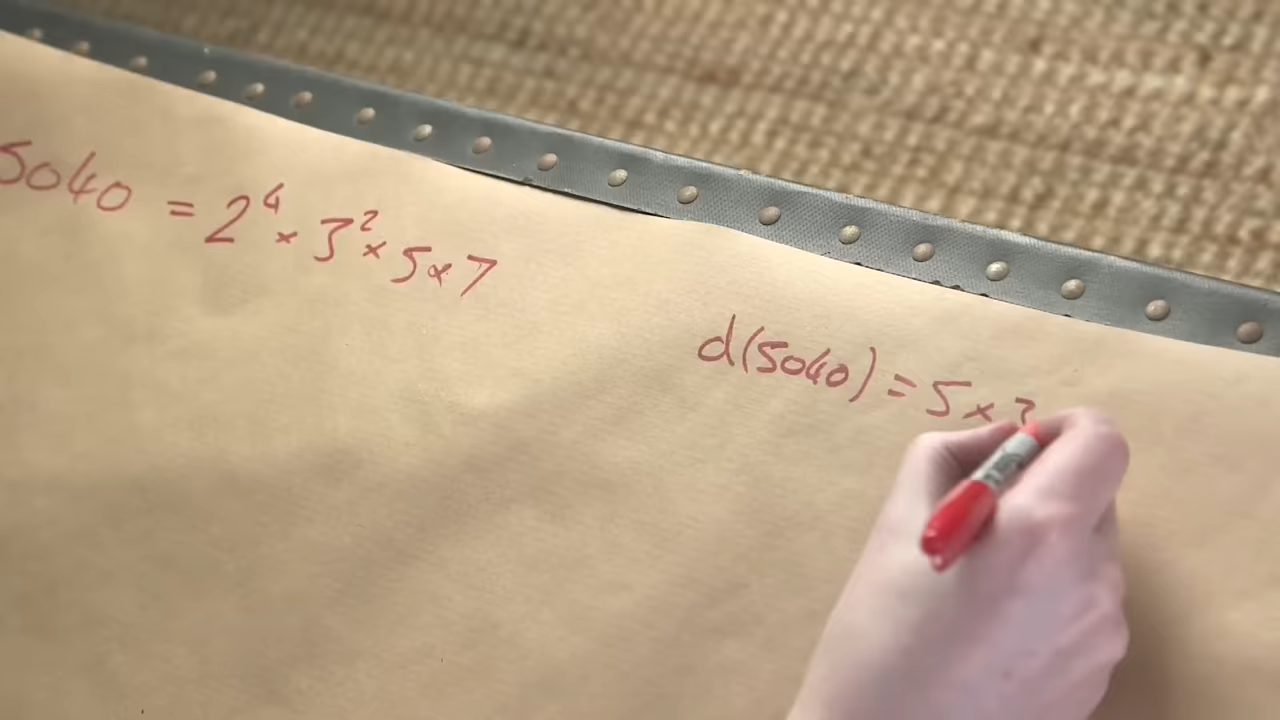 5040 = 2⁴ × 3² × 5 × 7
d(5040) = 5 × 3